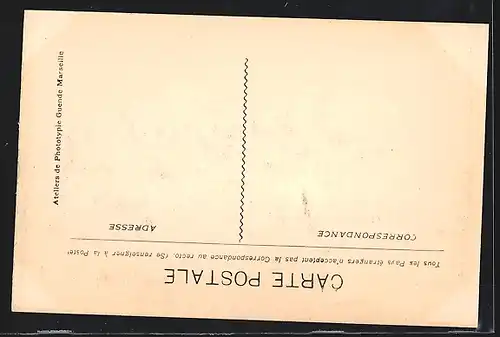 CARTE POSTALE
Tous les Pays étrangers n'acceptent pas la Correspondance au recto. (Se renseigner à la Poste)
CORRESPONDANCE
ADRESSE
Ateliers de Phototypie Guende Marseille